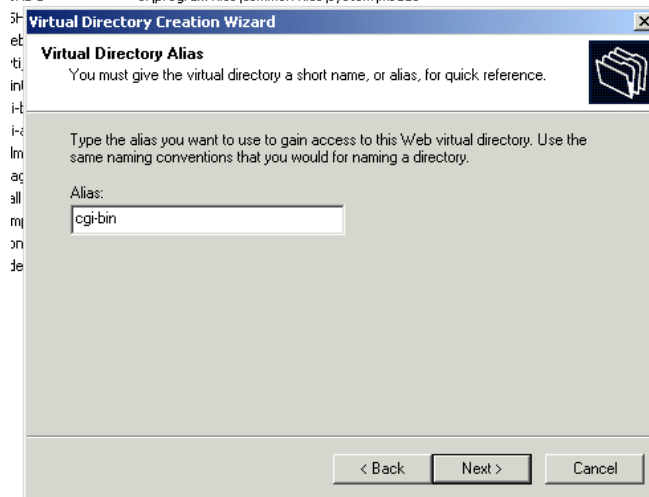 Virtual Directory Creation Wizard
Virtual Directory Alias
You must give the virtual directory a short name, or alias, for quick reference.
Type the alias you want to use to gain access to this Web virtual directory. Use the
same naming conventions that you would for naming a directory.
Alias:
cgi-bin
< Back
Next >
Cancel